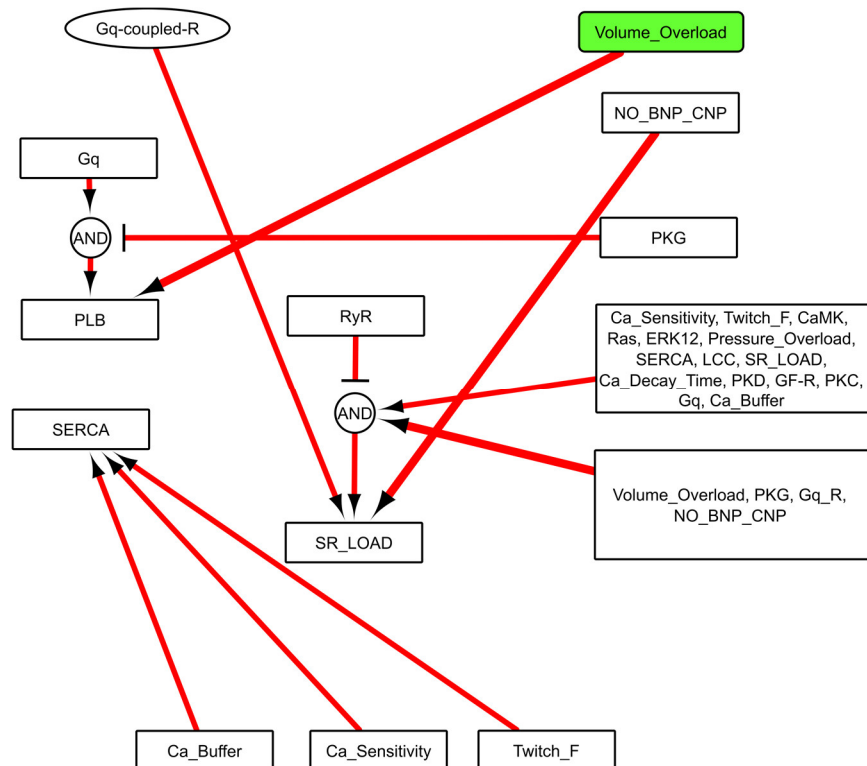 Gq-coupled-R
Volume_Overload
NO_BNP_CNP
Gq
AND
PKG
PLB
RyR
Ca_Sensitivity, Twitch_F, CaMK,
Ras, ERK12, Pressure_Overload,
SERCA, LCC, SR_LOAD,
Ca_Decay_Time, PKD, GF-R, PKC,
Gq, Ca_Buffer
AND
SERCA
Volume_Overload, PKG, Gq_R,
NO_BNP_CNP
SR_LOAD
Ca_Buffer
Ca_Sensitivity
Twitch_F